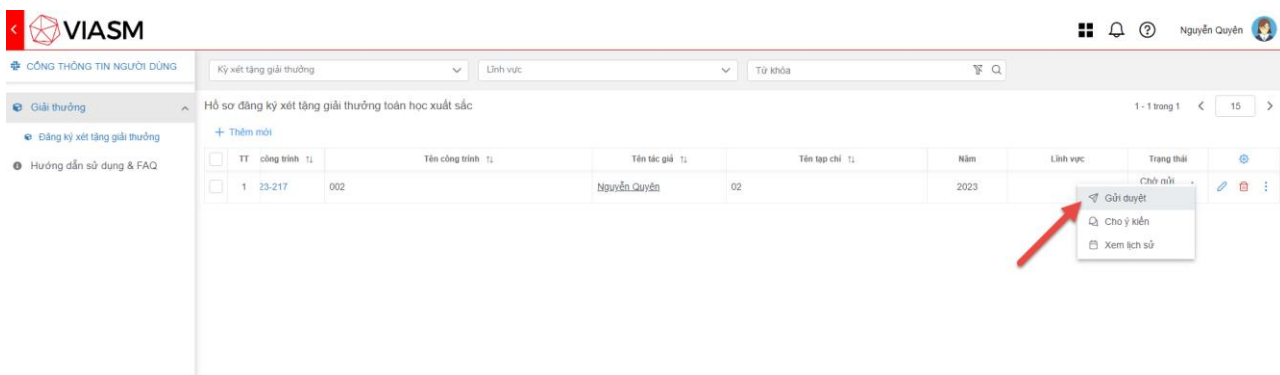 VIASM
Nguyễn Quyên
CỔNG THÔNG TIN NGƯỜI DÙNG
Kỳ xét tặng giải thưởng
Lĩnh vực
Từ khóa
Giải thưởng
Hồ sơ đăng ký xét tặng giải thưởng toán học xuất sắc
1 - 1 trong 1
15
Đăng ký xét tặng giải thưởng
+ Thêm mới
Hướng dẫn sử dụng & FAQ
TT công trình Tên công trình Tên tác giả Tên tạp chí Năm Lĩnh vực Trạng thái
1 23-217 002 Nguyễn Quyên 02 2023 Chờ gửi
Gửi duyệt
Cho ý kiến
Xem lịch sử